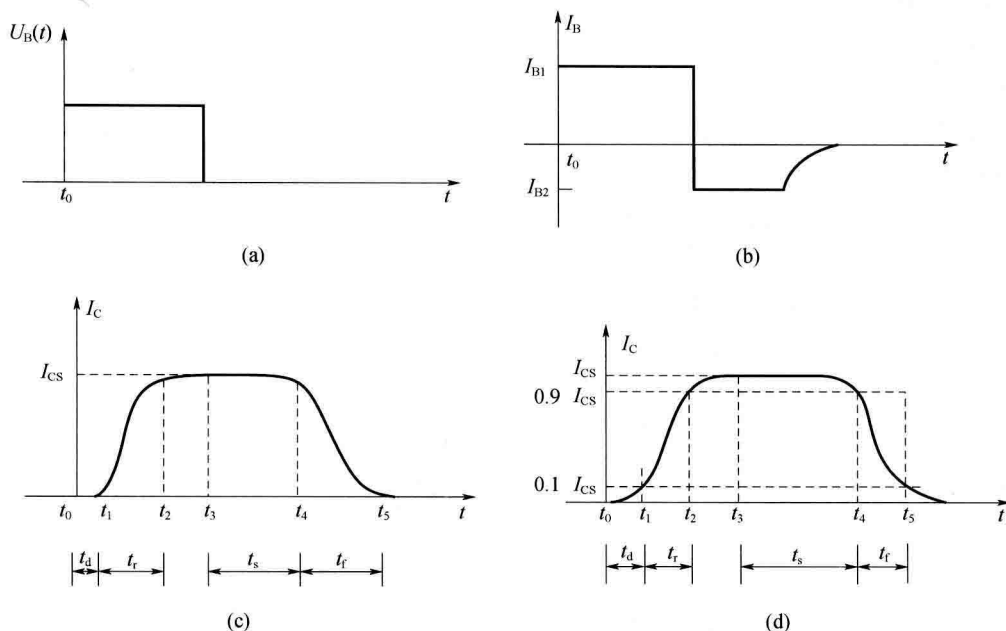 U_B(t)
t_0
t
(a)
I_B
I_B1
t_0
t
I_B2
(b)
I_C
I_CS
t_0 t_1 t_2 t_3 t_4 t_5 t
t_d t_r t_s t_f
(c)
I_C
I_CS
0.9 I_CS
0.1 I_CS
t_0 t_1 t_2 t_3 t_4 t_5 t
t_d t_r t_s t_f
(d)